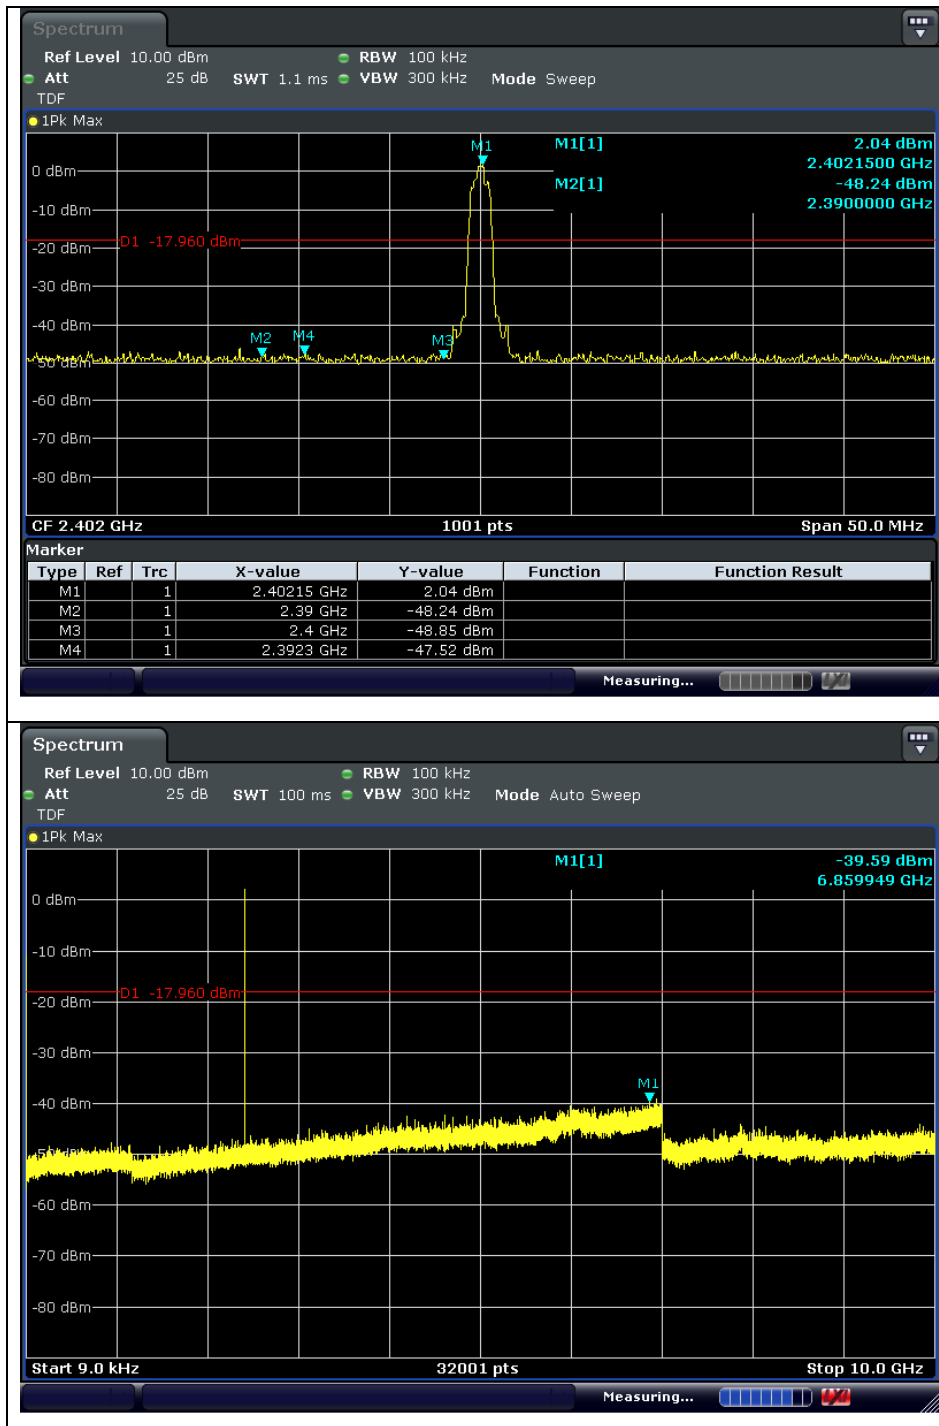 Spectrum
Ref Level 10.00 dBm RBW 100 kHz
Att 25 dB SWT 1.1 ms VBW 300 kHz Mode Sweep
TDF
1Pk Max
M1[1] 2.04 dBm
2.4021500 GHz
M2[1] -48.24 dBm
2.3900000 GHz
M1
0 dBm
-10 dBm
D1 -17.960 dBm
-20 dBm
-30 dBm
-40 dBm
M2 M4 M3
-50 dBm
-60 dBm
-70 dBm
-80 dBm
CF 2.402 GHz 1001 pts Span 50.0 MHz
Marker
Type Ref Trc X-value Y-value Function Function Result
M1 1 2.40215 GHz 2.04 dBm
M2 1 2.39 GHz -48.24 dBm
M3 1 2.4 GHz -48.85 dBm
M4 1 2.3923 GHz -47.52 dBm
Measuring...
Spectrum
Ref Level 10.00 dBm RBW 100 kHz
Att 25 dB SWT 100 ms VBW 300 kHz Mode Auto Sweep
TDF
1Pk Max
M1[1] -39.59 dBm
6.859949 GHz
0 dBm
-10 dBm
D1 -17.960 dBm
-20 dBm
-30 dBm
M1
-40 dBm
-50 dBm
-60 dBm
-70 dBm
-80 dBm
Start 9.0 kHz 32001 pts Stop 10.0 GHz
Measuring...